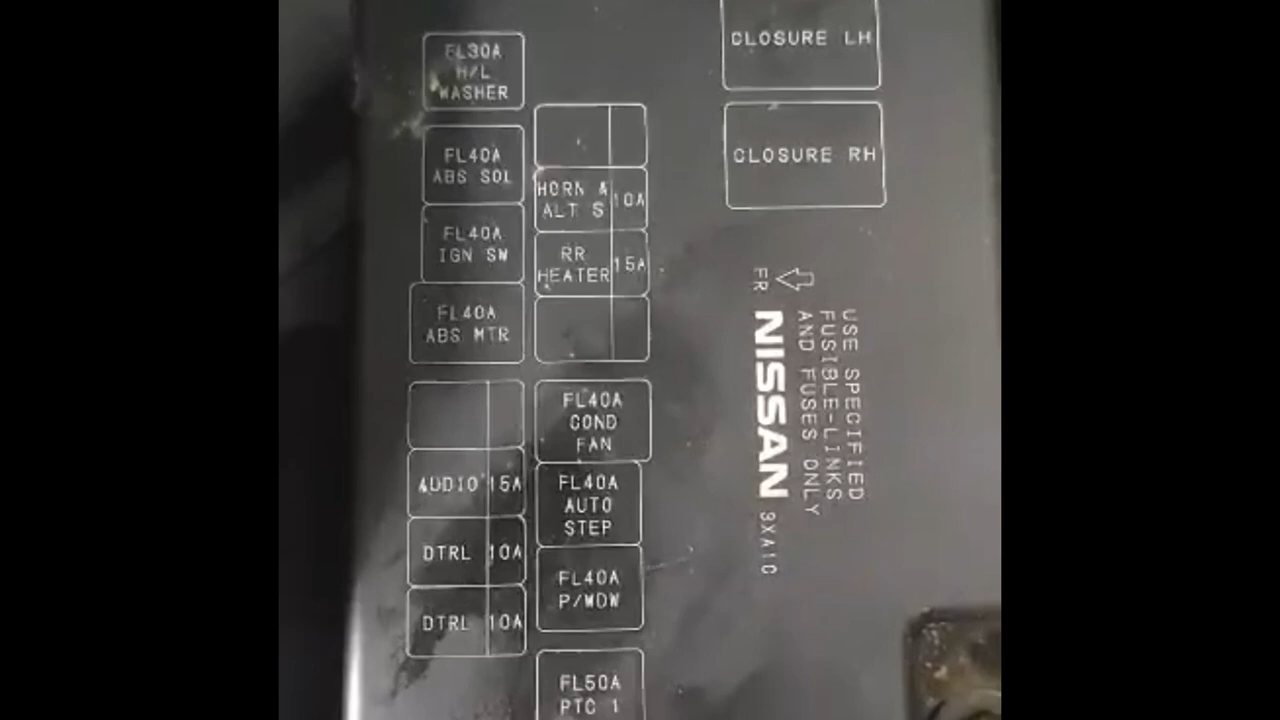 FL30A
H/L
WASHER
FL40A
ABS SOL
FL40A
IGN SW
FL40A
ABS MTR
AUDIO 15A
DTRL 10A
DTRL 10A
HORN & 10A
ALT S
RR 15A
HEATER
FL40A
COND
FAN
FL40A
AUTO
STEP
FL40A
P/WDW
FL50A
PTC 1
CLOSURE LH
CLOSURE RH
FR
USE SPECIFIED
FUSIBLE-LINKS
AND FUSES ONLY
NISSAN 9XA1C